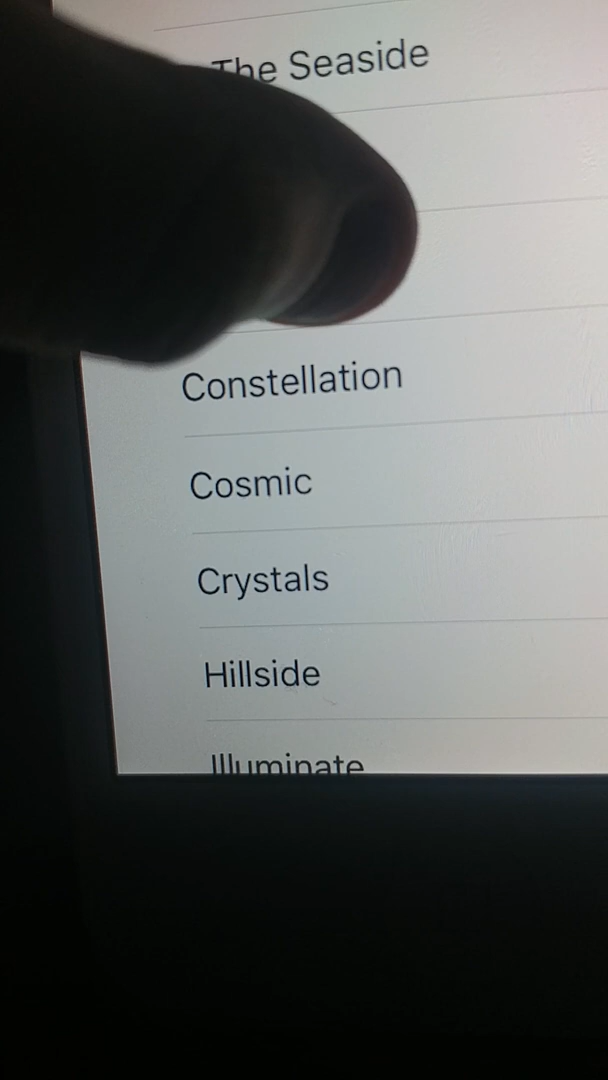 The Seaside
Constellation
Cosmic
Crystals
Hillside
Illuminate